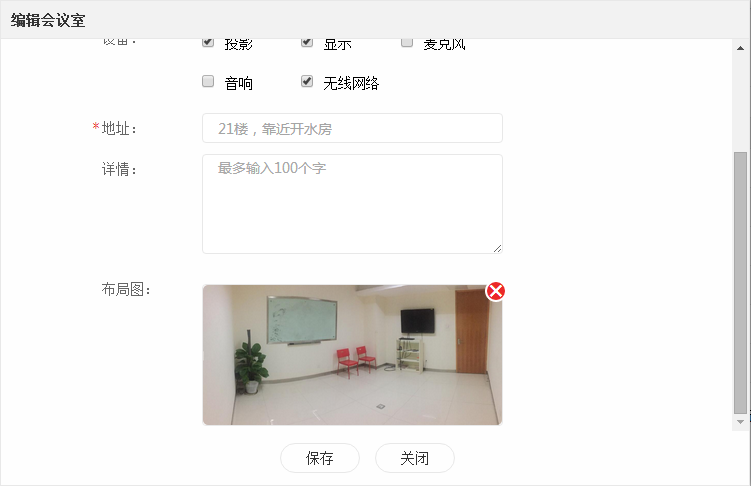 编辑会议室
设备：
投影 显示 麦克风
音响 无线网络
*地址：
21楼，靠近开水房
详情：
最多输入100个字
布局图：
保存 关闭